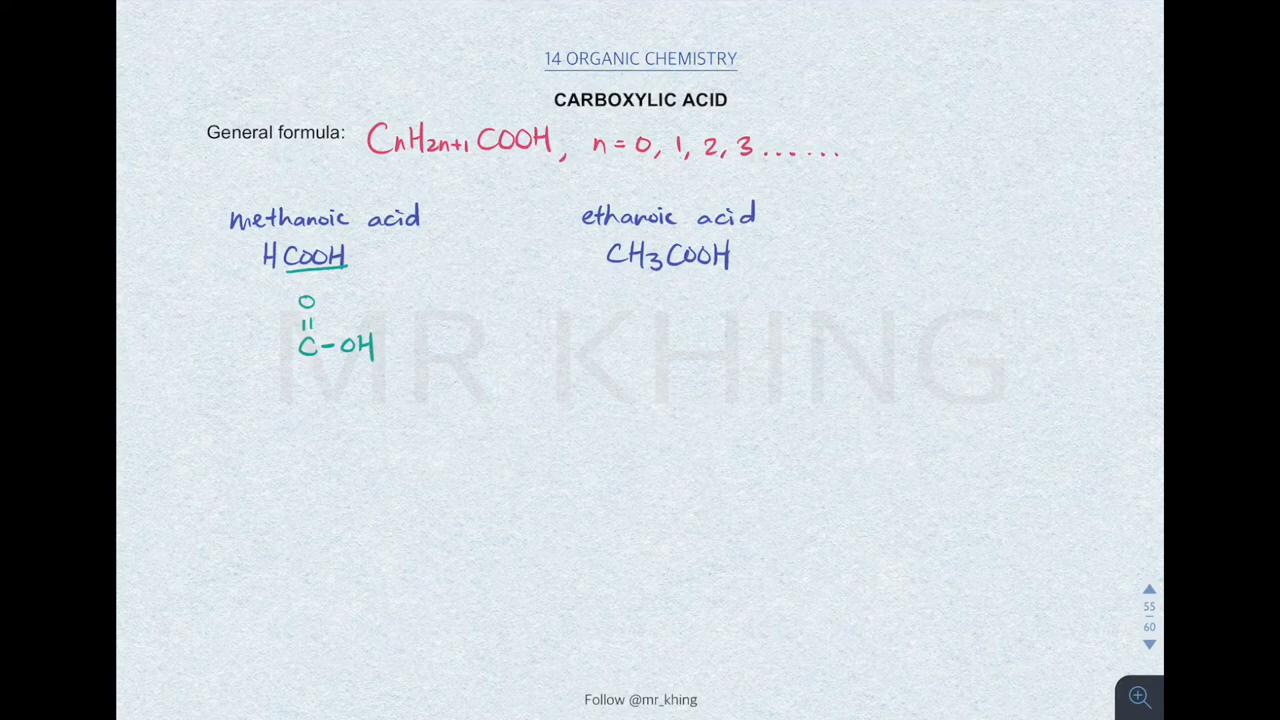 14 ORGANIC CHEMISTRY
CARBOXYLIC ACID
General formula: CnH2n+1 COOH, n = 0, 1, 2, 3 .......
methanoic acid
ethanoic acid
HCOOH
CH3COOH
O
||
C-OH
MR KHING
55
60
Follow @mr_khing